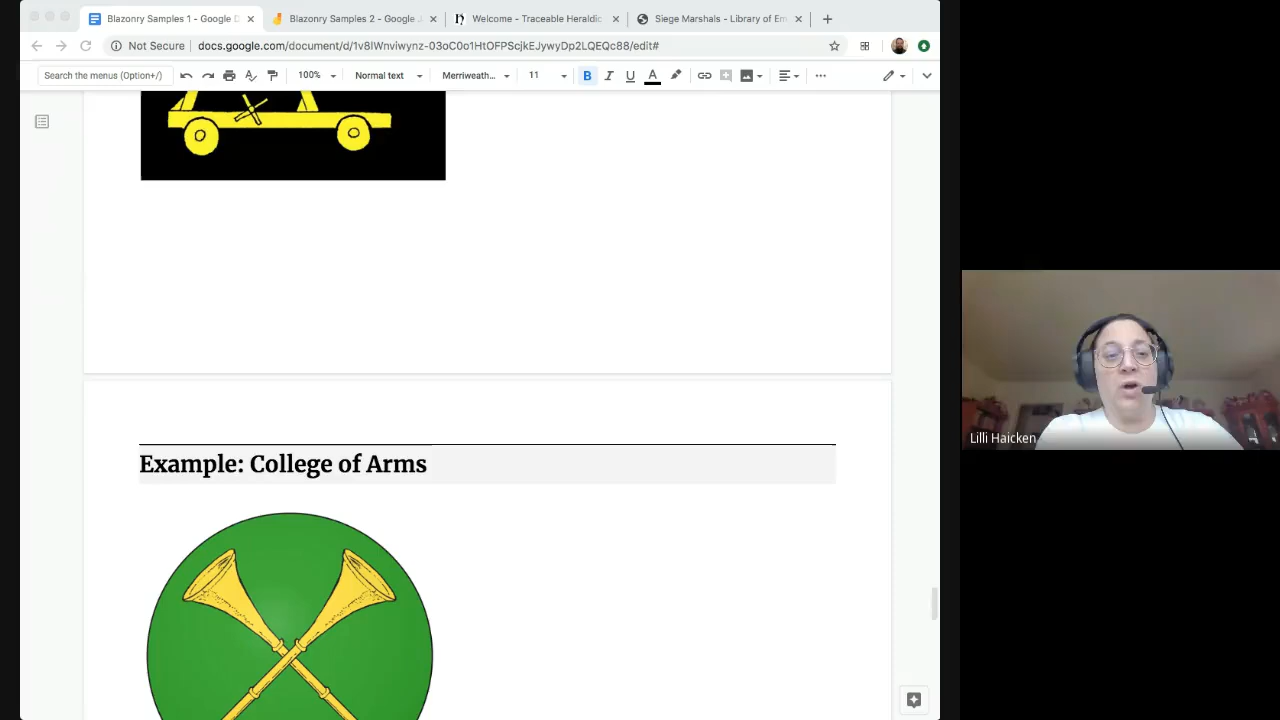 Blazonry Samples 1 - Google D
Blazonry Samples 2 - Google J
Welcome - Traceable Heraldic
Siege Marshals - Library of Em
Not Secure
docs.google.com/document/d/1v8lWnviwynz-03oC0o1HtOFPScjkEJywyDp2LQEQc88/edit#
Search the menus (Option+/)
100%
Normal text
Merriweath...
11
B
I
U
A
Example: College of Arms
Lilli Haicken